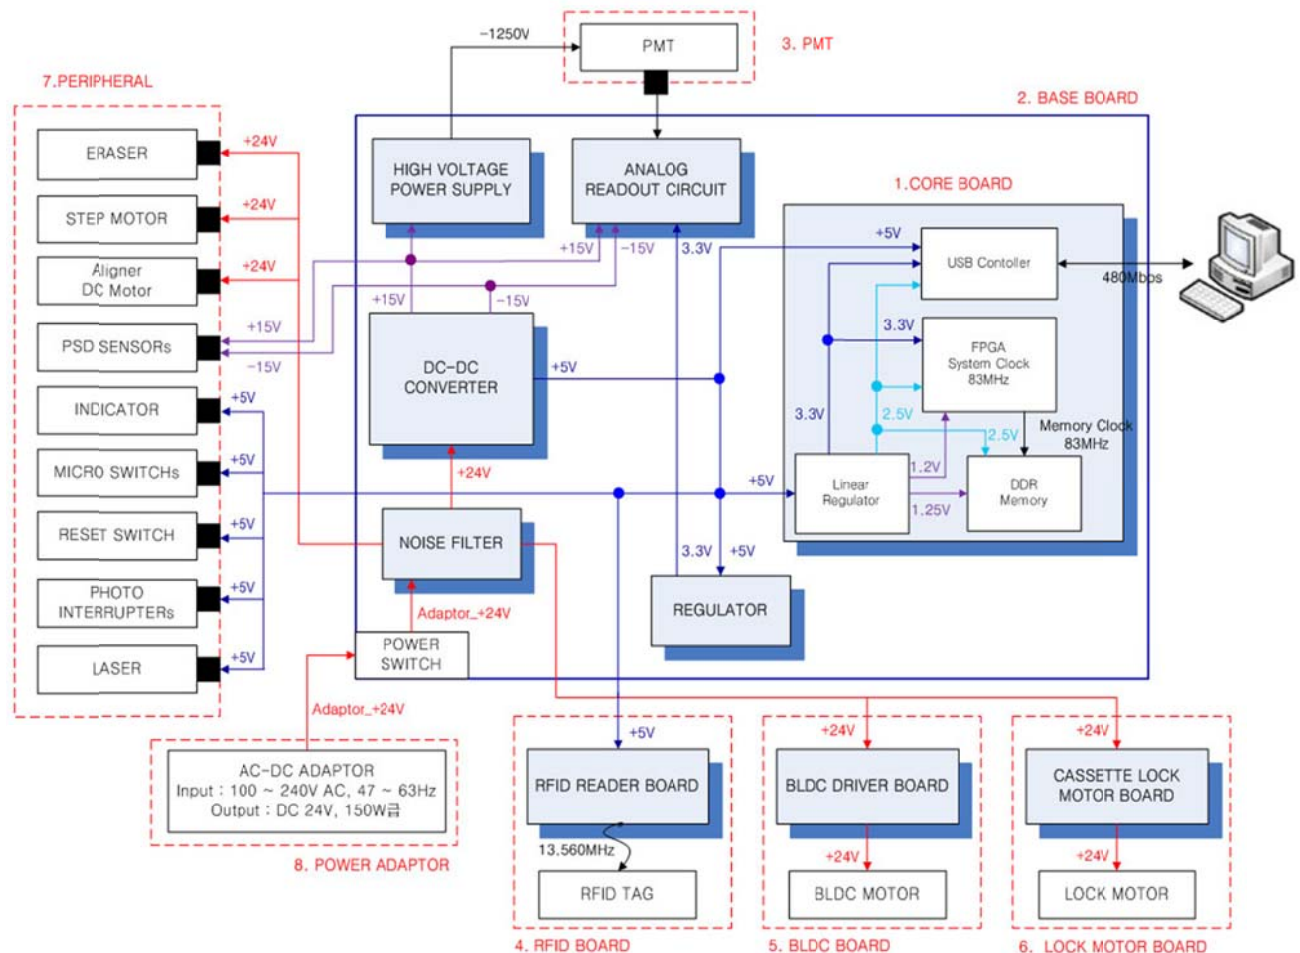 -1250V
PMT
3. PMT
7.PERIPHERAL
2. BASE BOARD
ERASER
+24V
HIGH VOLTAGE
POWER SUPPLY
ANALOG
READOUT CIRCUIT
1.CORE BOARD
STEP MOTOR
+24V
+15V
-15V
3.3V
+5V
USB Contoller
480Mbps
Aligner
DC Motor
+24V
+15V
-15V
PSD SENSORs
+15V
-15V
DC-DC
CONVERTER
+5V
3.3V
FPGA
System Clock
83MHz
INDICATOR
+5V
3.3V
2.5V
2.5V
Memory Clock
83MHz
MICRO SWITCHs
+5V
+24V
+5V
Linear
Regulator
1.2V
1.25V
DDR
Memory
RESET SWITCH
+5V
NOISE FILTER
3.3V
+5V
PHOTO
INTERRUPTERs
+5V
Adaptor_+24V
REGULATOR
LASER
+5V
POWER
SWITCH
Adaptor_+24V
AC-DC ADAPTOR
Input : 100 ~ 240V AC, 47 ~ 63Hz
Output : DC 24V, 150W급
8. POWER ADAPTOR
+5V
RFID READER BOARD
13.560MHz
RFID TAG
4. RFID BOARD
+24V
BLDC DRIVER BOARD
+24V
BLDC MOTOR
5. BLDC BOARD
+24V
CASSETTE LOCK
MOTOR BOARD
+24V
LOCK MOTOR
6. LOCK MOTOR BOARD